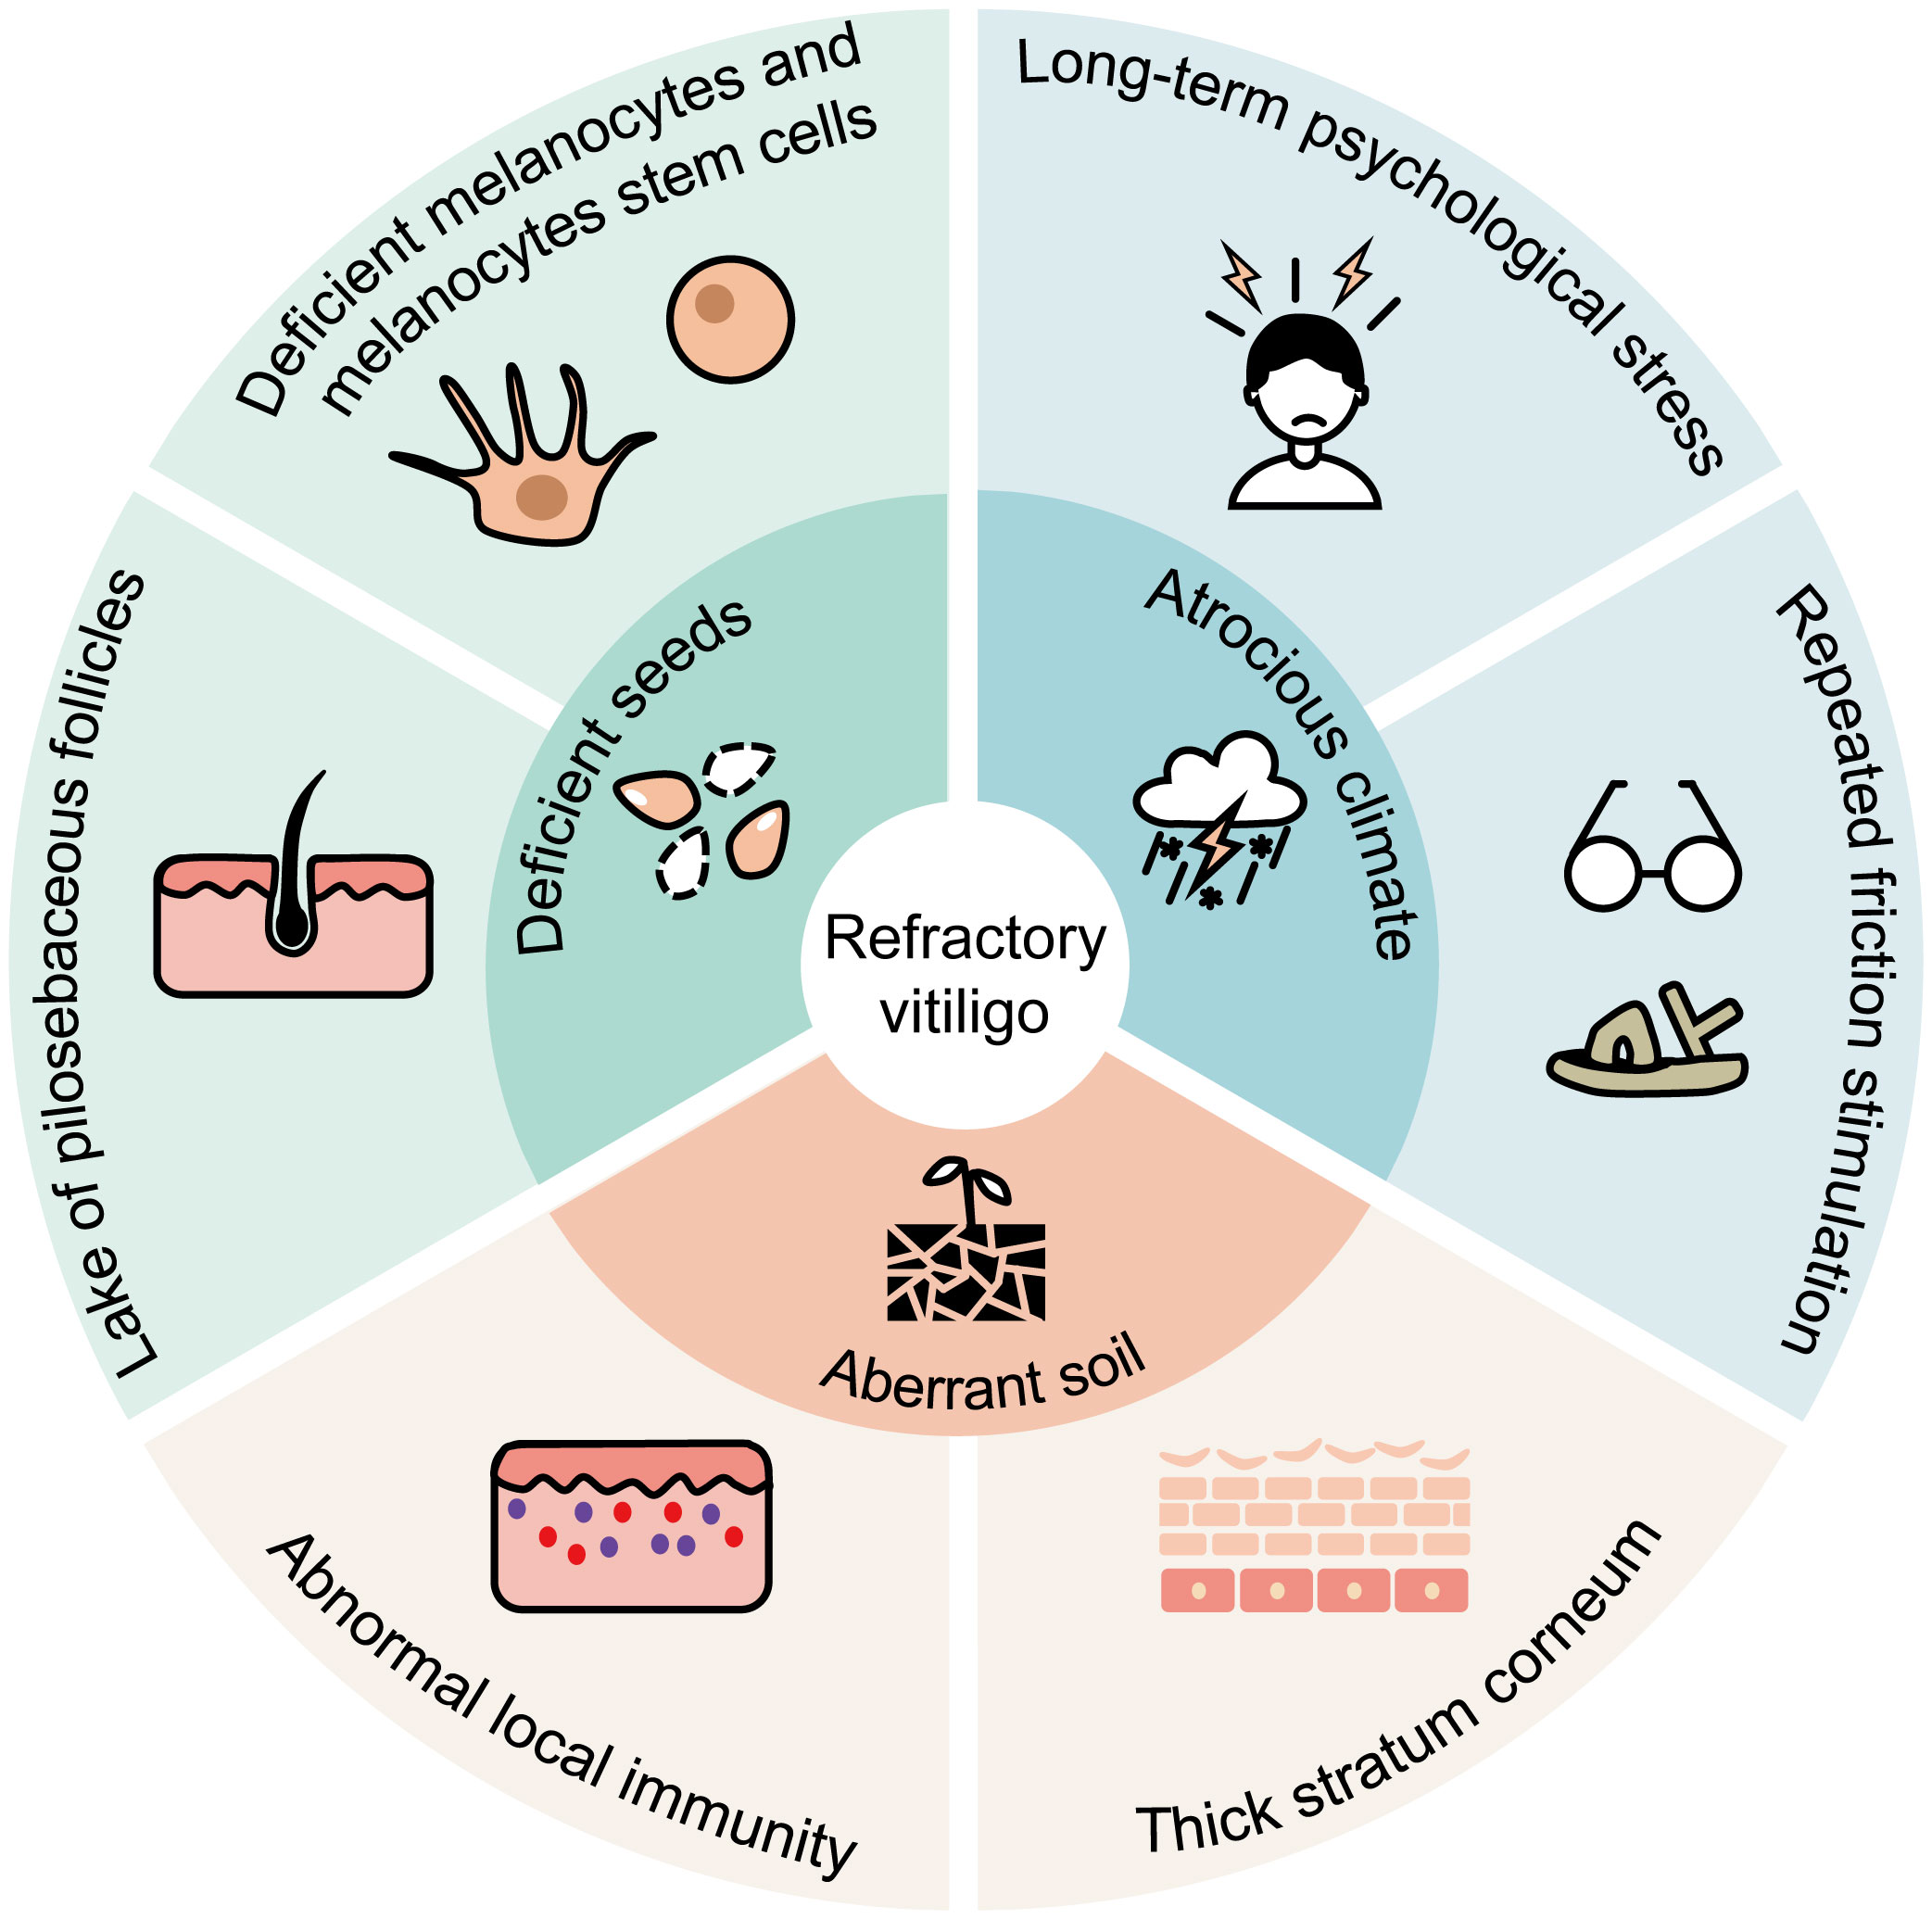 Deficient melanocytes and
melanocytes stem cells
Long-term psychological stress
Lake of pilosebaceous follicles
Deficient seeds
Atrocious climate
Repeated friction stimulation
Refractory
vitiligo
Aberrant soil
Abnormal local immunity
Thick stratum corneum